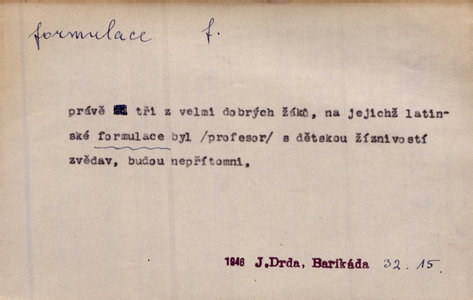 formulace f.
právě tři z velmi dobrých žáků, na jejichž latin-
ské formulace byl /profesor/ s dětskou žíznivostí
zvědav, budou nepřítomni.
1946 J.Drda, Barikáda 32.15.